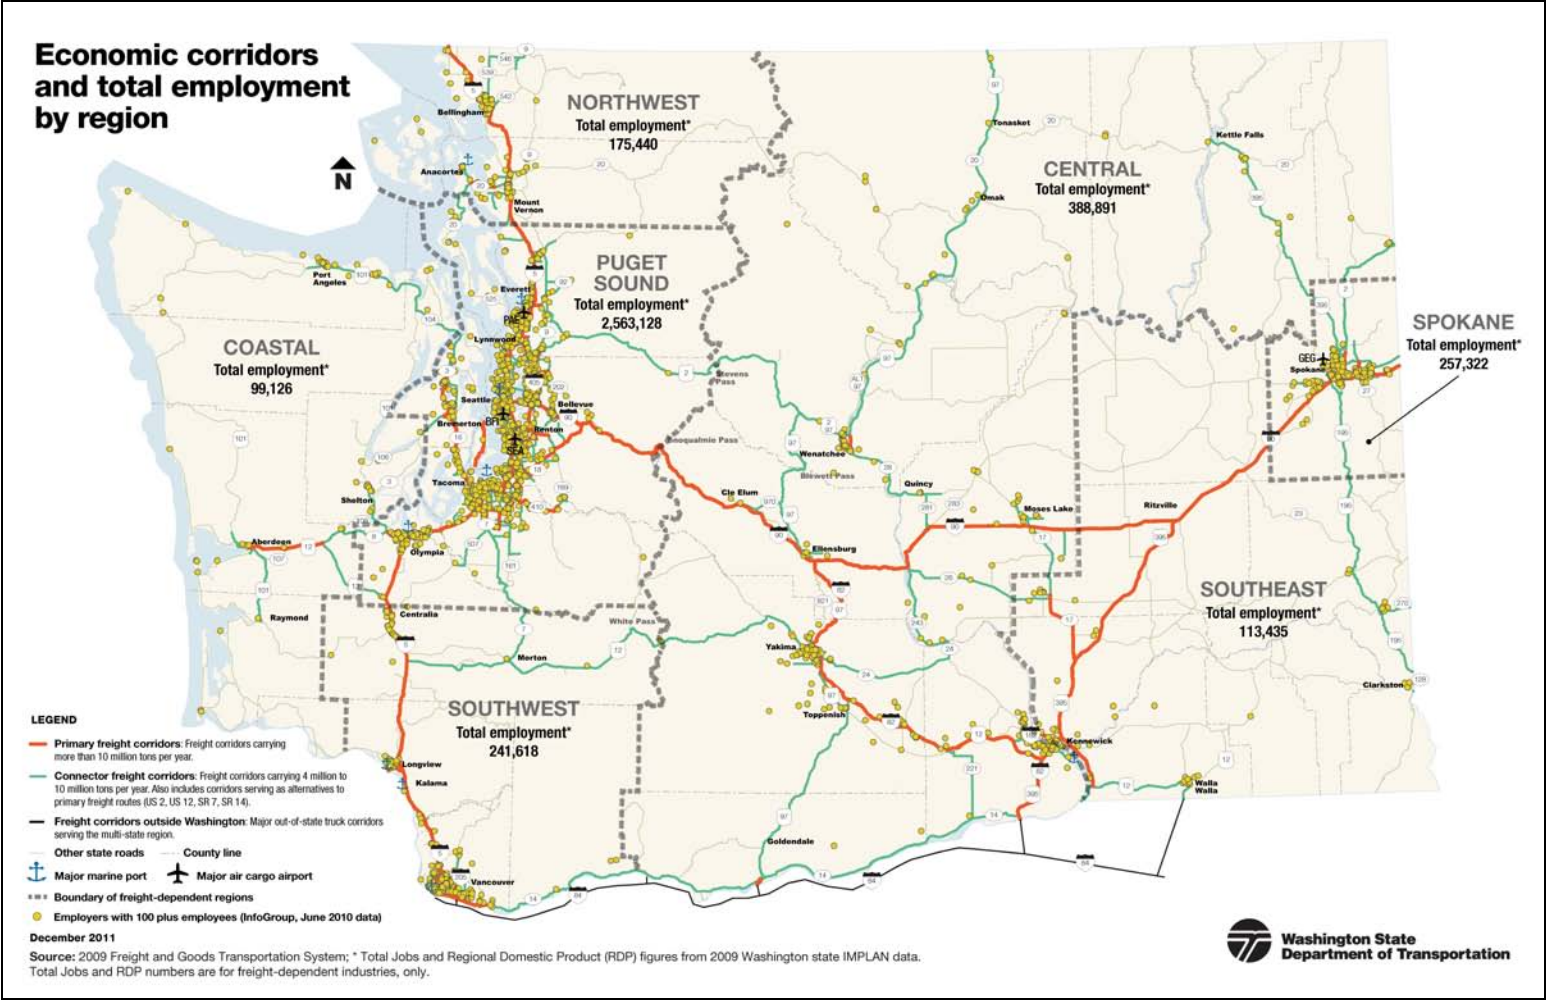 Economic corridors
and total employment
by region
N
NORTHWEST
Total employment*
175,440
CENTRAL
Total employment*
388,891
PUGET
SOUND
Total employment*
2,563,128
COASTAL
Total employment*
99,126
SPOKANE
Total employment*
257,322
SOUTHEAST
Total employment*
113,435
SOUTHWEST
Total employment*
241,618
Bellingham
Anacortes
Mount
Vernon
Tonasket
Kettle Falls
Omak
Port
Angeles
Everett
PAE
Lynnwood
Stevens
Pass
GEG
Spokane
Seattle
Bellevue
Bremerton
BFI
Renton
SEA
Snoqualmie Pass
Wenatchee
Blewett Pass
Tacoma
Shelton
Cle Elum
Quincy
Moses Lake
Ritzville
Aberdeen
Olympia
Ellensburg
Raymond
Centralia
White Pass
Yakima
Morton
Clarkston
Toppenish
Kennewick
Longview
Kalama
Walla
Walla
Goldendale
Vancouver
LEGEND
Primary freight corridors: Freight corridors carrying
more than 10 million tons per year.
Connector freight corridors: Freight corridors carrying 4 million to
10 million tons per year. Also includes corridors serving as alternatives to
primary freight routes (US 2, US 12, SR 7, SR 14).
Freight corridors outside Washington: Major out-of-state truck corridors
serving the multi-state region.
Other state roads County line
Major marine port Major air cargo airport
Boundary of freight-dependent regions
Employers with 100 plus employees (InfoGroup, June 2010 data)
December 2011
Source: 2009 Freight and Goods Transportation System; * Total Jobs and Regional Domestic Product (RDP) figures from 2009 Washington state IMPLAN data.
Total Jobs and RDP numbers are for freight-dependent industries, only.
Washington State
Department of Transportation